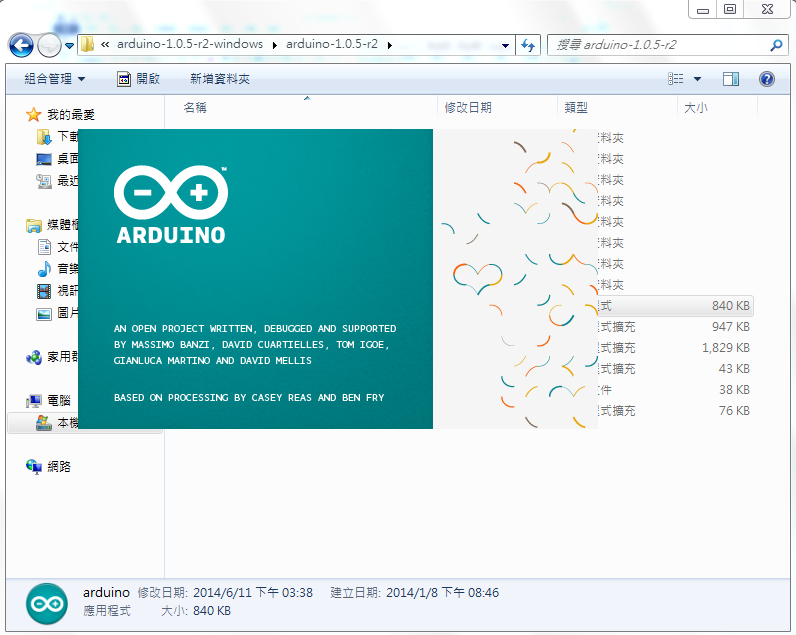 « arduino-1.0.5-r2-windows ▸ arduino-1.0.5-r2 ▸
搜尋 arduino-1.0.5-r2
組合管理 ▼ 開啟 新增資料夾
我的最愛
名稱 修改日期 類型 大小
下載
桌面
最近
媒體櫃
文件
音樂
視訊
圖片
家用群
電腦
本機
網路
ARDUINO
TM
AN OPEN PROJECT WRITTEN, DEBUGGED AND SUPPORTED
BY MASSIMO BANZI, DAVID CUARTIELLES, TOM IGOE,
GIANLUCA MARTINO AND DAVID MELLIS
BASED ON PROCESSING BY CASEY REAS AND BEN FRY
料夾
料夾
料夾
料夾
料夾
料夾
料夾
料夾
式 840 KB
式擴充 947 KB
式擴充 1,829 KB
式擴充 43 KB
件 38 KB
式擴充 76 KB
arduino 修改日期: 2014/6/11 下午 03:38 建立日期: 2014/1/8 下午 08:46
應用程式 大小: 840 KB